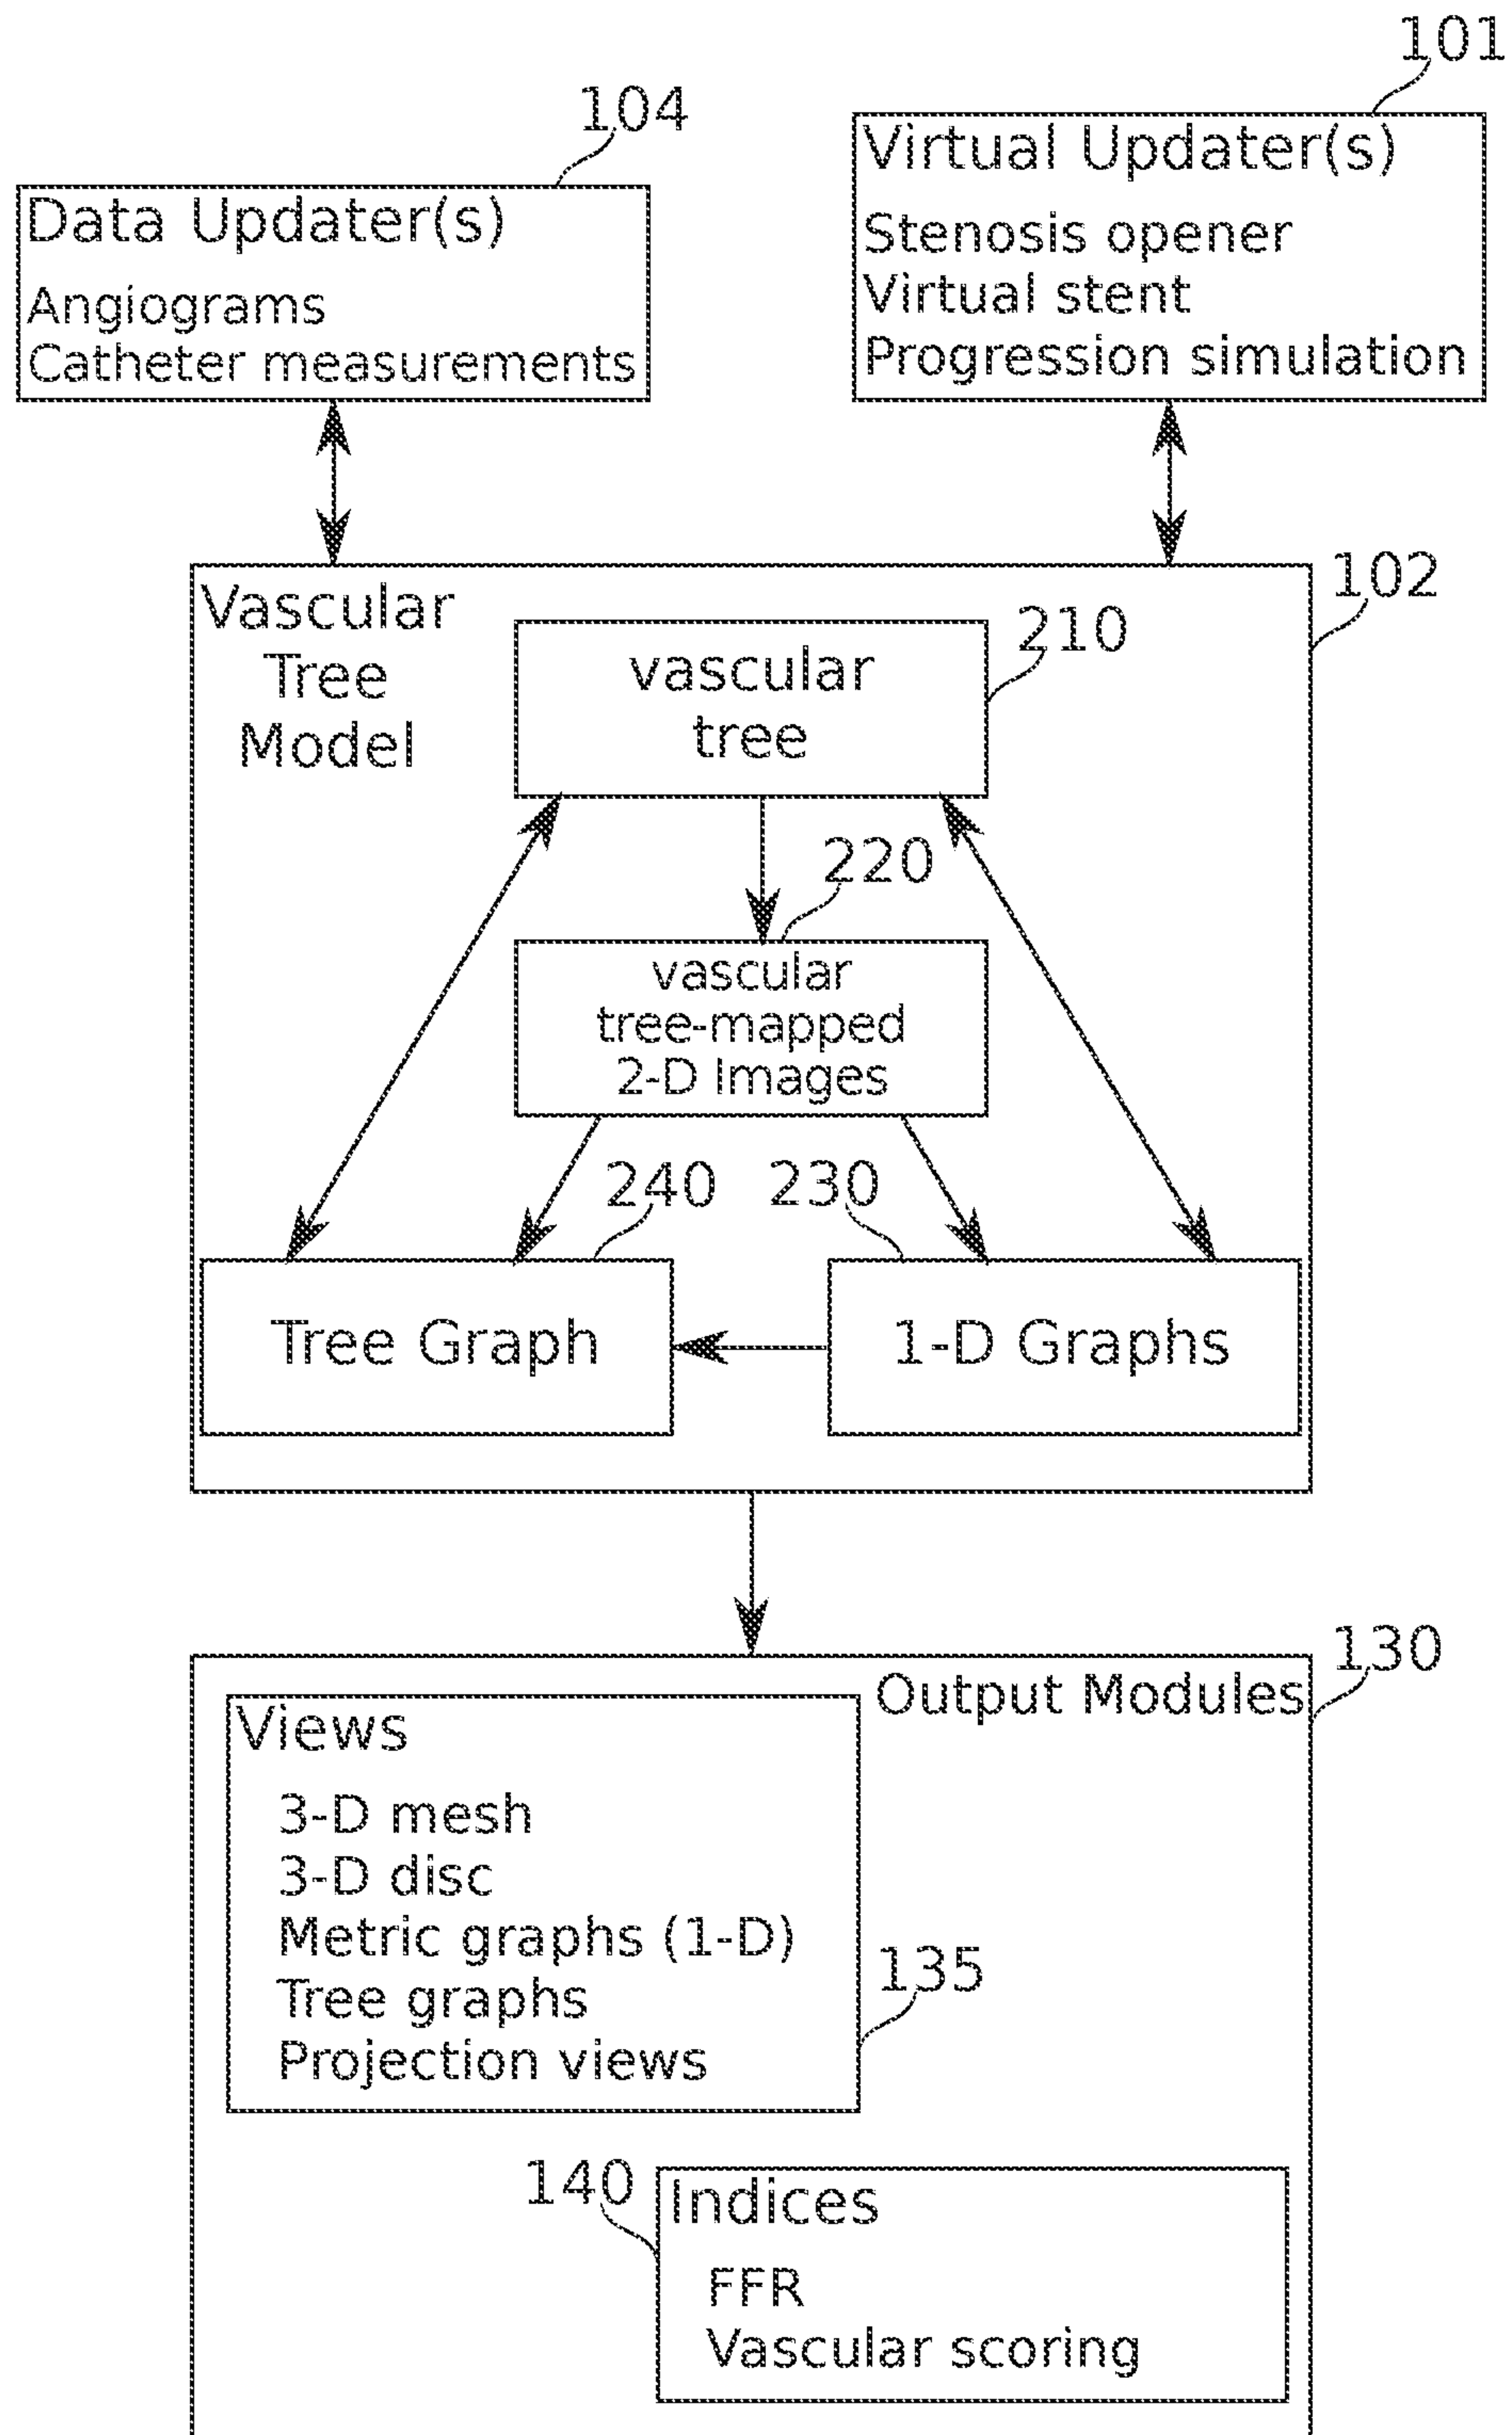 101
104
Virtual Updater(s)
Stenosis opener
Virtual stent
Progression simulation
Data Updater(s)
Angiograms
Catheter measurements
102
Vascular
Tree
Model
210
vascular
tree
220
vascular
tree-mapped
2-D Images
240
230
Tree Graph
1-D Graphs
130
Output Modules
Views
3-D mesh
3-D disc
Metric graphs (1-D)
Tree graphs
Projection views
135
140
Indices
FFR
Vascular scoring